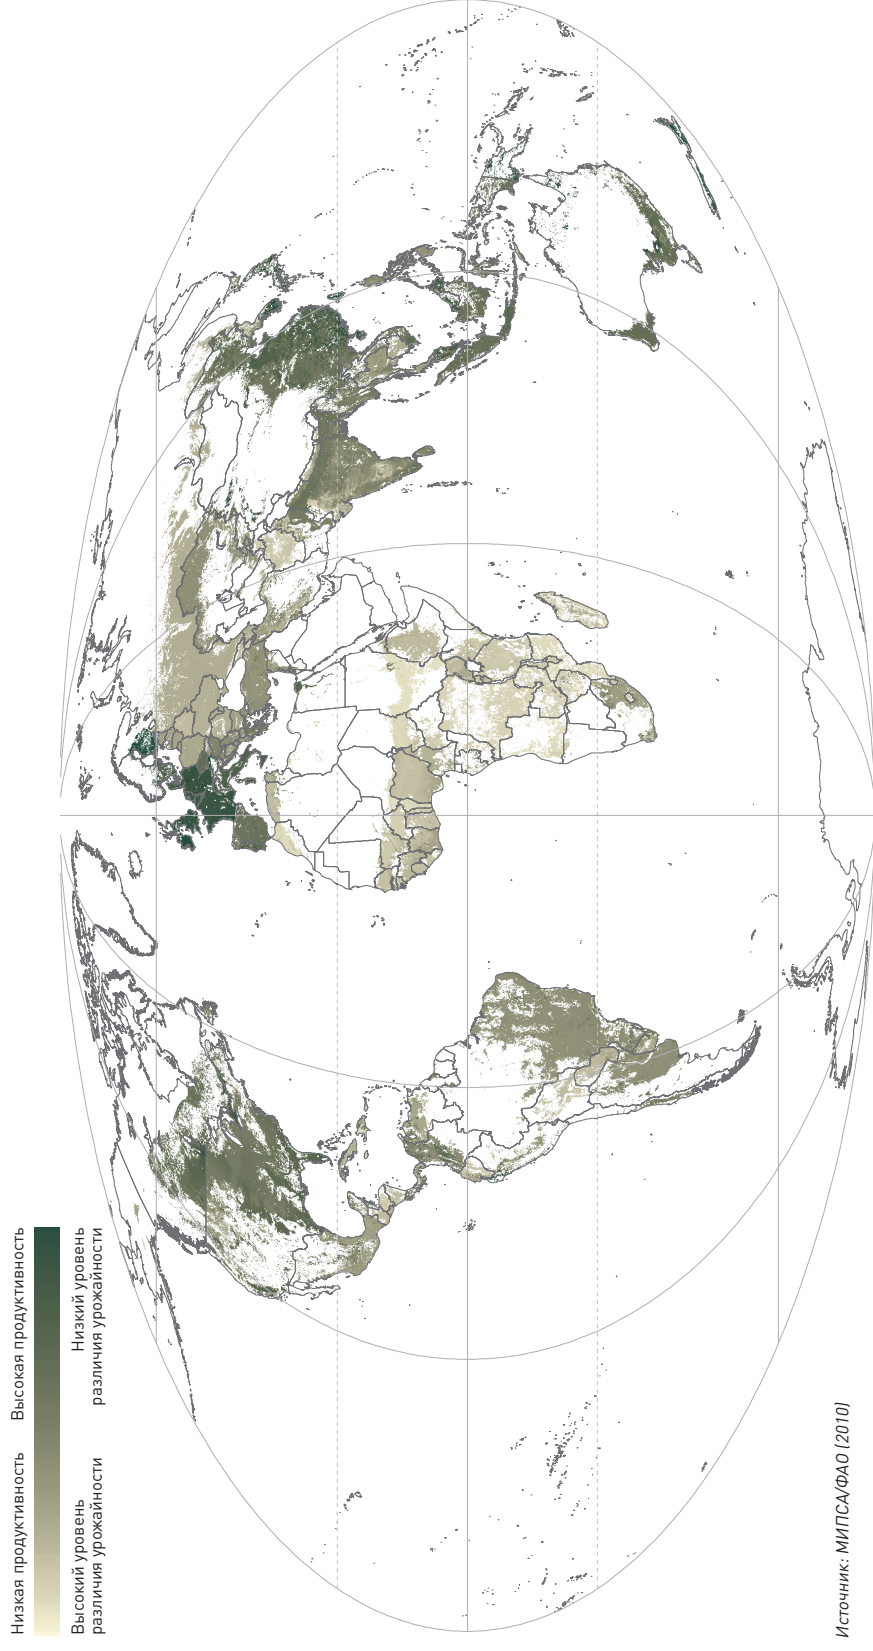 Низкая продуктивность
Высокая продуктивность
Высокий уровень
различия урожайности
Низкий уровень
различия урожайности
Источник: МИПСА/ФАО (2010)